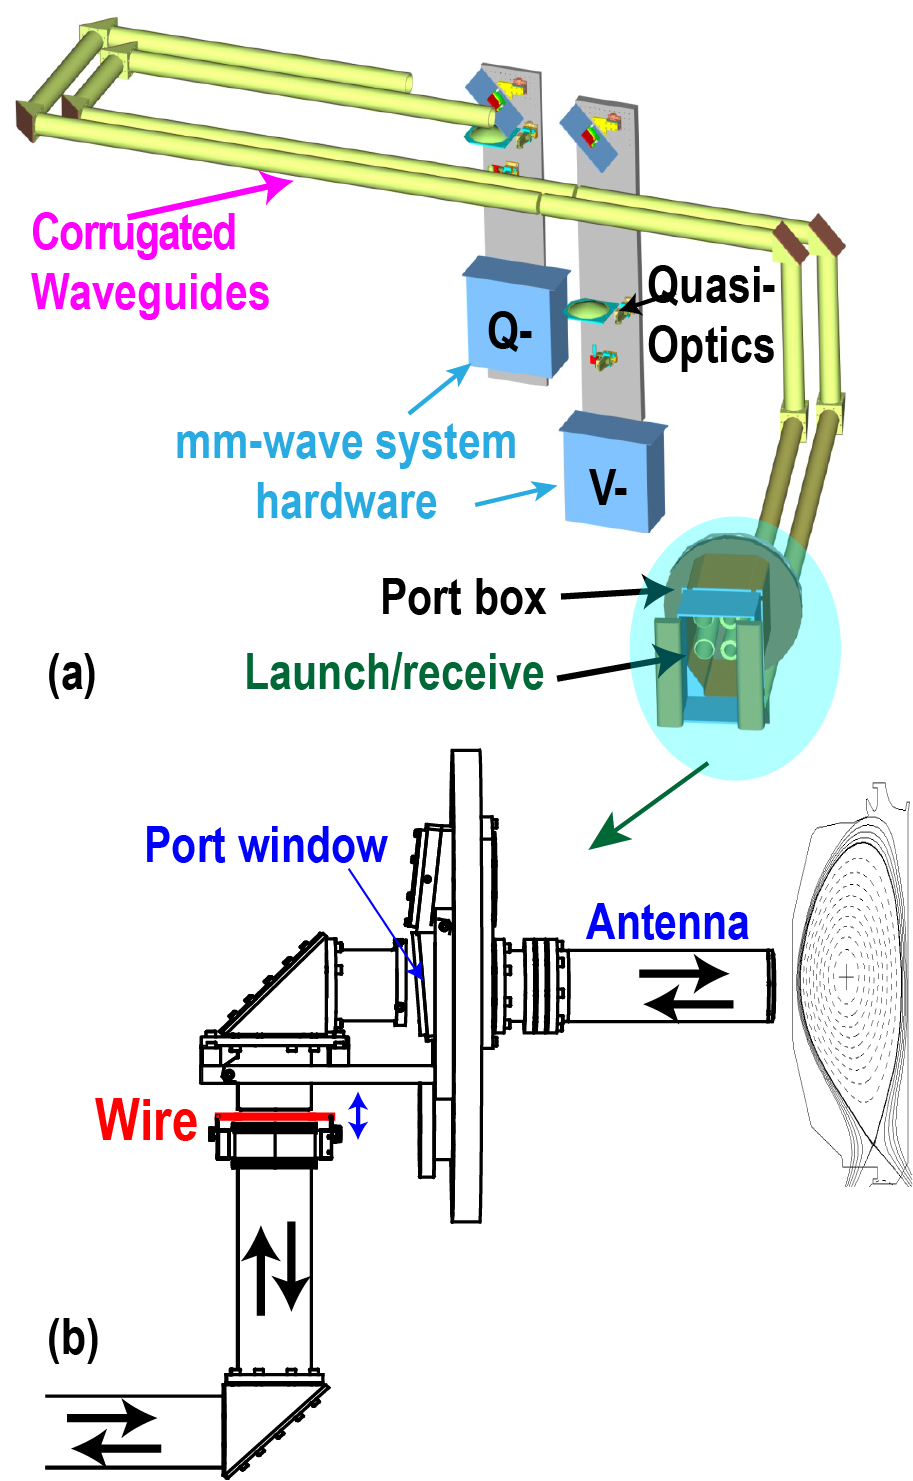 Corrugated
Waveguides
Quasi-
Optics
Q-
mm-wave system
hardware
V-
Port box
Launch/receive
(a)
Port window
Antenna
Wire
(b)